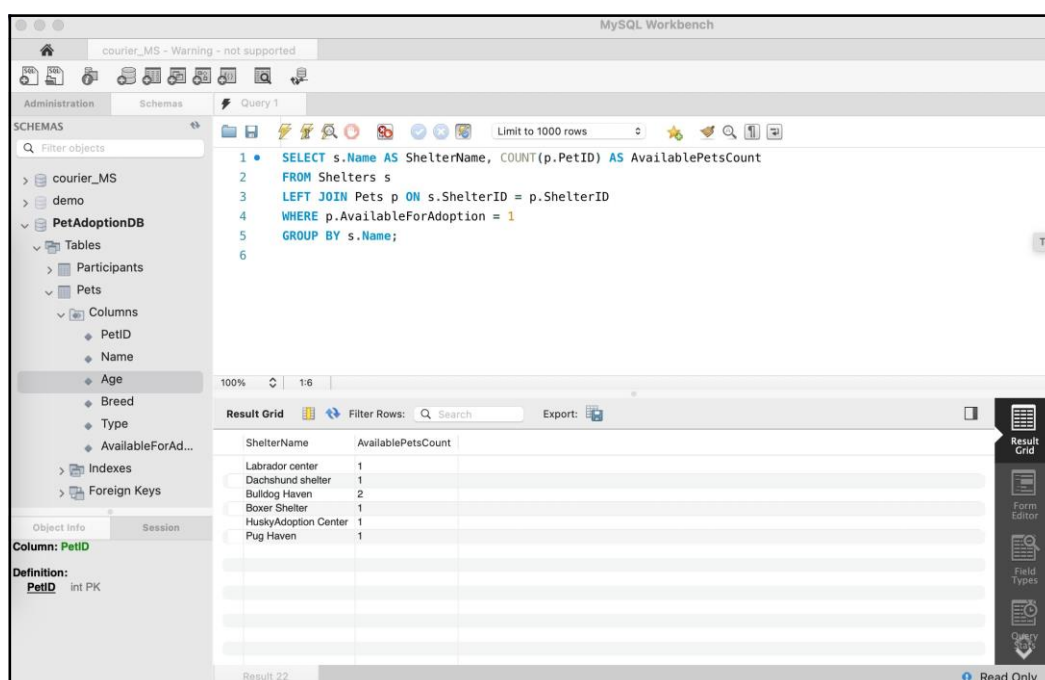 MySQL Workbench
courier_MS - Warning - not supported
Administration Schemas Query 1
SCHEMAS
Filter objects
courier_MS
demo
PetAdoptionDB
Tables
Participants
Pets
Columns
PetID
Name
Age
Breed
Type
AvailableForAd...
Indexes
Foreign Keys
Object Info Session
Column: PetID
Definition:
PetID int PK
Limit to 1000 rows
1 SELECT s.Name AS ShelterName, COUNT(p.PetID) AS AvailablePetsCount
2 FROM Shelters s
3 LEFT JOIN Pets p ON s.ShelterID = p.ShelterID
4 WHERE p.AvailableForAdoption = 1
5 GROUP BY s.Name;
6
100% 1:6
Result Grid Filter Rows: Search Export:
ShelterName AvailablePetsCount
Labrador center 1
Dachshund shelter 1
Bulldog Haven 2
Boxer Shelter 1
HuskyAdoption Center 1
Pug Haven 1
Result
Grid
Form
Editor
Field
Types
Query
Stats
Result 22 Read Only